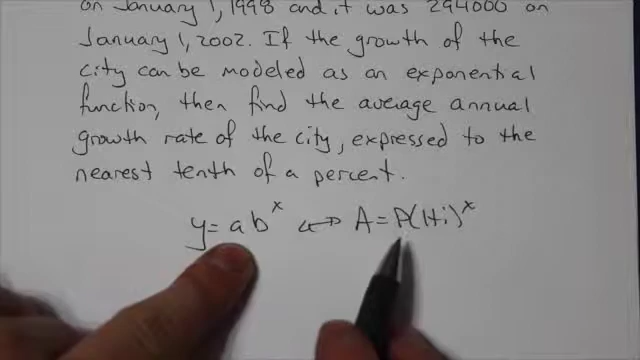 on January 1, 1998 and it was 294000 on
January 1, 2002. If the growth of the
city can be modeled as an exponential
function, then find the average annual
growth rate of the city, expressed to the
nearest tenth of a percent.
y=ab^x ↔ A=P(1+i)^x